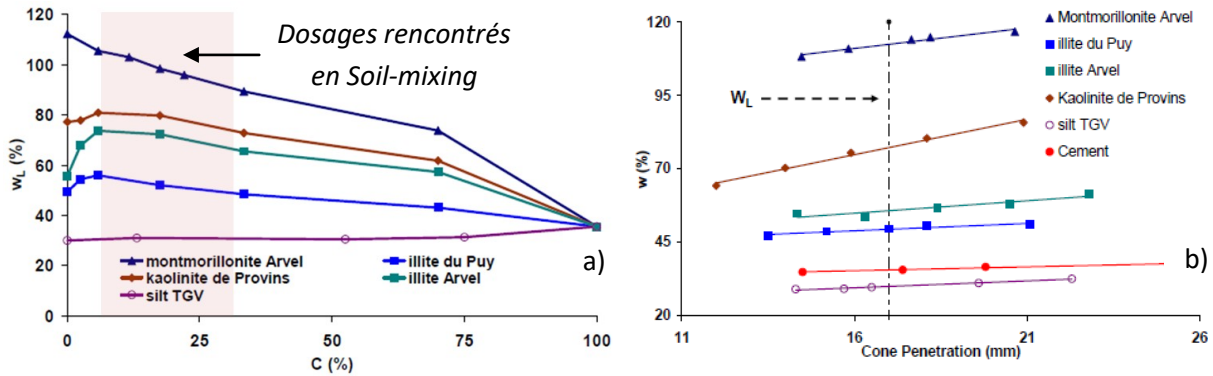 120
100
80
60
40
20
0
w_L (%)
Dosages rencontrés
en Soil-mixing
montmorillonite Arvel
illite du Puy
kaolinite de Provins
illite Arvel
silt TGV
a)
0
25
50
75
100
C (%)
120
95
70
45
20
w (%)
W_L
Montmorillonite Arvel
illite du Puy
illite Arvel
Kaolinite de Provins
silt TGV
Cement
b)
11
16
21
26
Cone Penetration (mm)